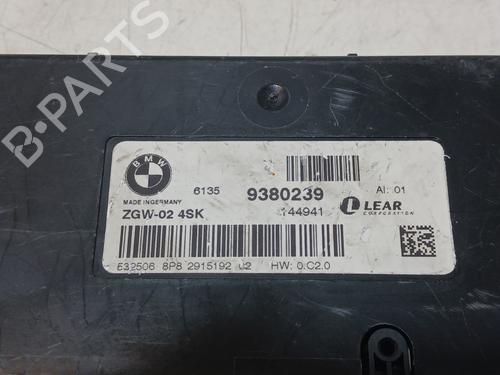 B-PARTS
BMW
6135 9380239 AI: 01
MADE IN GERMANY
ZGW-02 4SK 144941 LEAR
CORPORATION
632506 8P8 2915192 02 HW: 0.C2.0